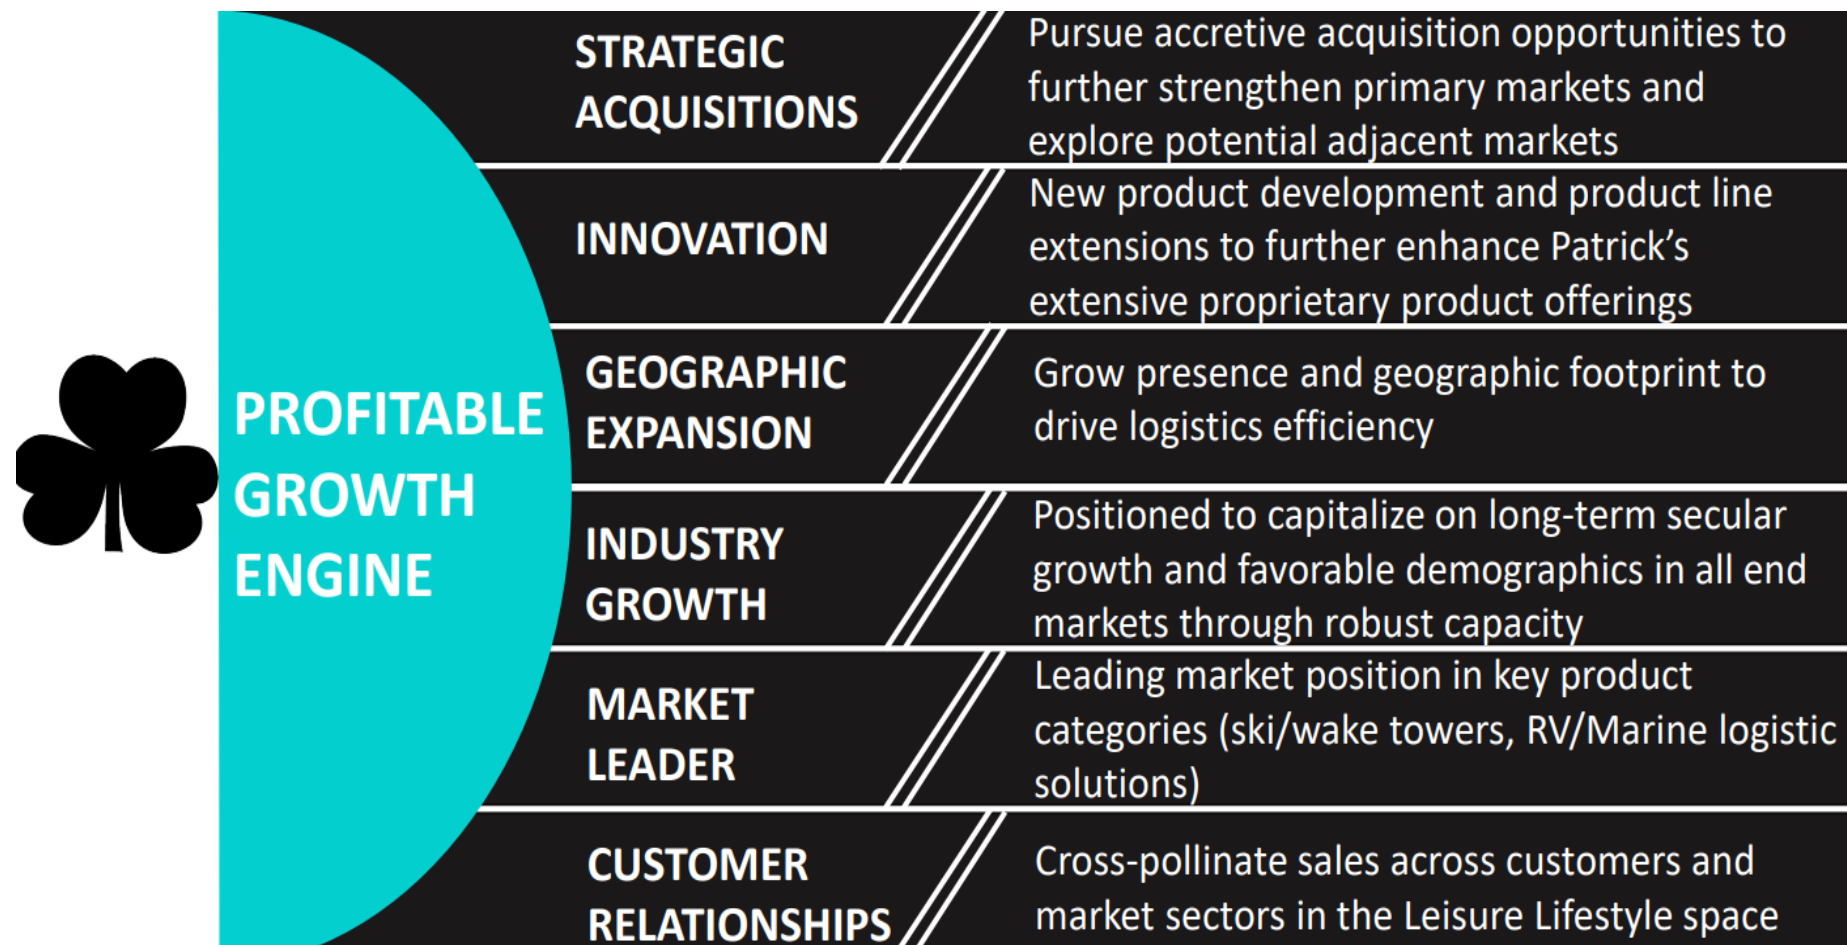 PROFITABLE
GROWTH
ENGINE
STRATEGIC
ACQUISITIONS
Pursue accretive acquisition opportunities to
further strengthen primary markets and
explore potential adjacent markets
INNOVATION
New product development and product line
extensions to further enhance Patrick’s
extensive proprietary product offerings
GEOGRAPHIC
EXPANSION
Grow presence and geographic footprint to
drive logistics efficiency
INDUSTRY
GROWTH
Positioned to capitalize on long-term secular
growth and favorable demographics in all end
markets through robust capacity
MARKET
LEADER
Leading market position in key product
categories (ski/wake towers, RV/Marine logistic
solutions)
CUSTOMER
RELATIONSHIPS
Cross-pollinate sales across customers and
market sectors in the Leisure Lifestyle space